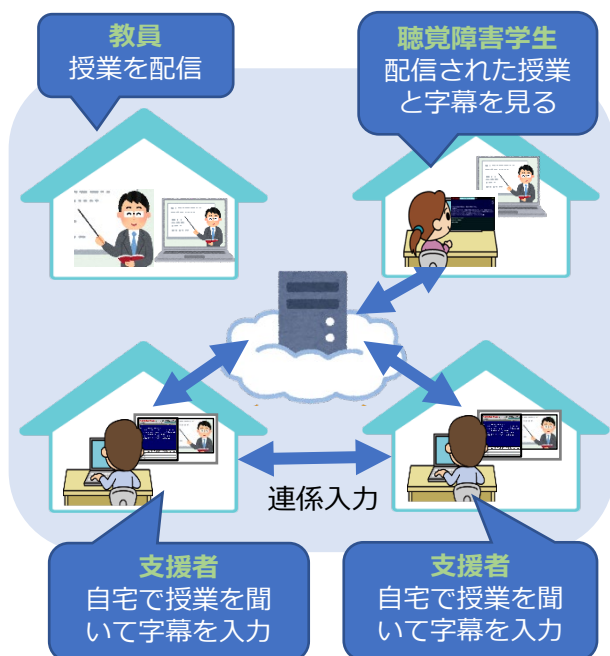 教員
授業を配信
聴覚障害学生
配信された授業
と字幕を見る
連係入力
支援者
自宅で授業を聞
いて字幕を入力
支援者
自宅で授業を聞
いて字幕を入力